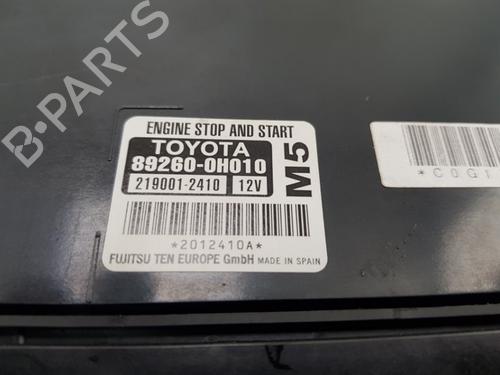 B-PARTS
ENGINE STOP AND START
TOYOTA
89260-0H010
219001-2410 12V
M5
*2012410A*
FUJITSU TEN EUROPE GmbH MADE IN SPAIN
*C0G1